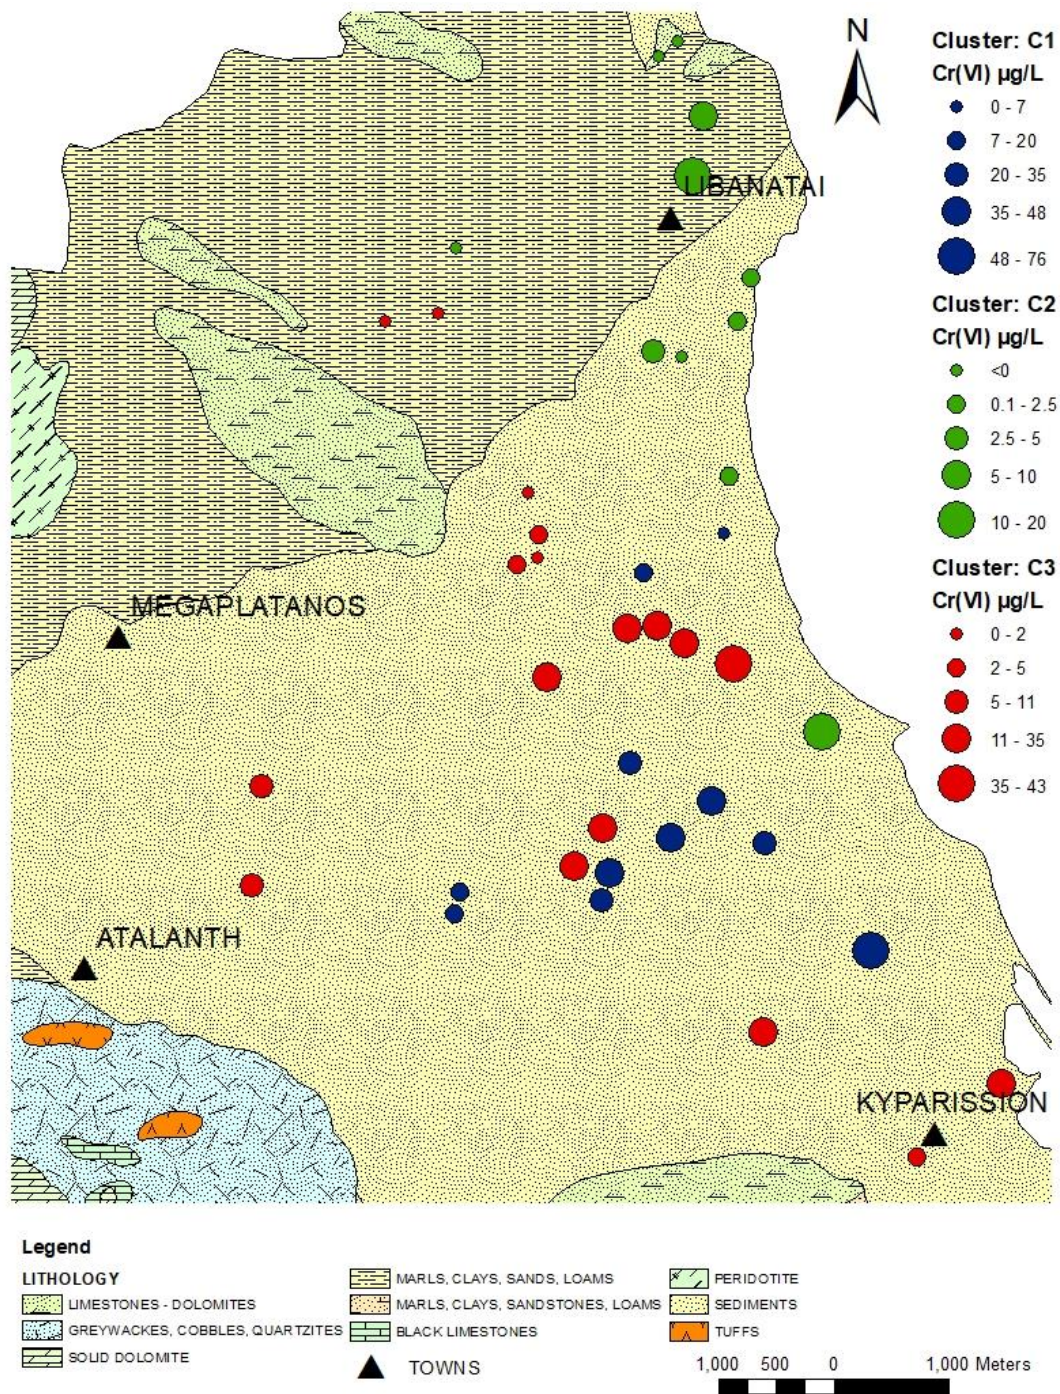 N
LIBANATAI
MEGAPLATANOS
ATALANTH
KYPARISSION
Cluster: C1
Cr(VI) µg/L
0 - 7
7 - 20
20 - 35
35 - 48
48 - 76
Cluster: C2
Cr(VI) µg/L
<0
0.1 - 2.5
2.5 - 5
5 - 10
10 - 20
Cluster: C3
Cr(VI) µg/L
0 - 2
2 - 5
5 - 11
11 - 35
35 - 43
Legend
LITHOLOGY
LIMESTONES - DOLOMITES
GREYWACKES, COBBLES, QUARTZITES
SOLID DOLOMITE
MARLS, CLAYS, SANDS, LOAMS
MARLS, CLAYS, SANDSTONES, LOAMS
BLACK LIMESTONES
TOWNS
PERIDOTITE
SEDIMENTS
TUFFS
1,000 500 0 1,000 Meters